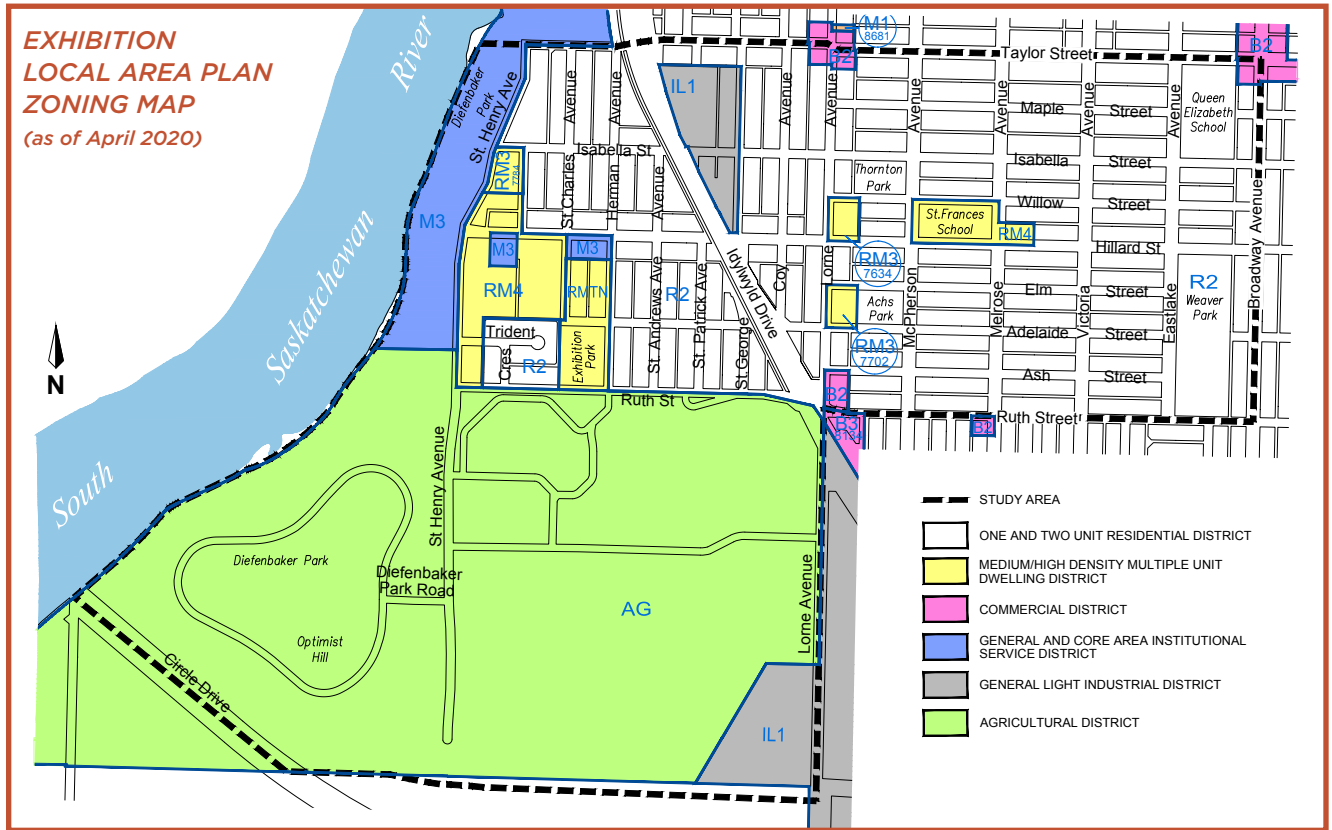 EXHIBITION
LOCAL AREA PLAN
ZONING MAP
(as of April 2020)
River
South
Saskatchewan
N
Diefenbaker
Park
St. Henry Ave
M3
RM3
7784
M3
M3
RM4
RMTN
Trident
Cres
R2
Exhibition
Park
Avenue
Avenue
Isabella St
St.Charles
Herman
Avenue
St. Andrews Ave
St. Patrick Ave
St.George
R2
IL1
Idylwyld Drive
Avenue
Coy
Avenue
Lorne
M1
8681
B2
Taylor Street
B2
Avenue
Avenue
Avenue
Avenue
Maple
Street
Queen
Elizabeth
School
Isabella
Street
Thornton
Park
Willow
Street
St.Frances
School
RM4
Hillard St
RM3
7634
R2
Weaver
Park
Broadway Avenue
Elm
Street
Achs
Park
McPherson
Melrose
Victoria
Eastlake
Adelaide
Street
RM3
7702
Ash
Street
B2
Ruth St
Ruth Street
B3
8134
B2
St Henry Avenue
Diefenbaker Park
Diefenbaker
Park Road
Optimist
Hill
Circle Drive
AG
Lorne Avenue
IL1
STUDY AREA
ONE AND TWO UNIT RESIDENTIAL DISTRICT
MEDIUM/HIGH DENSITY MULTIPLE UNIT
DWELLING DISTRICT
COMMERCIAL DISTRICT
GENERAL AND CORE AREA INSTITUTIONAL
SERVICE DISTRICT
GENERAL LIGHT INDUSTRIAL DISTRICT
AGRICULTURAL DISTRICT